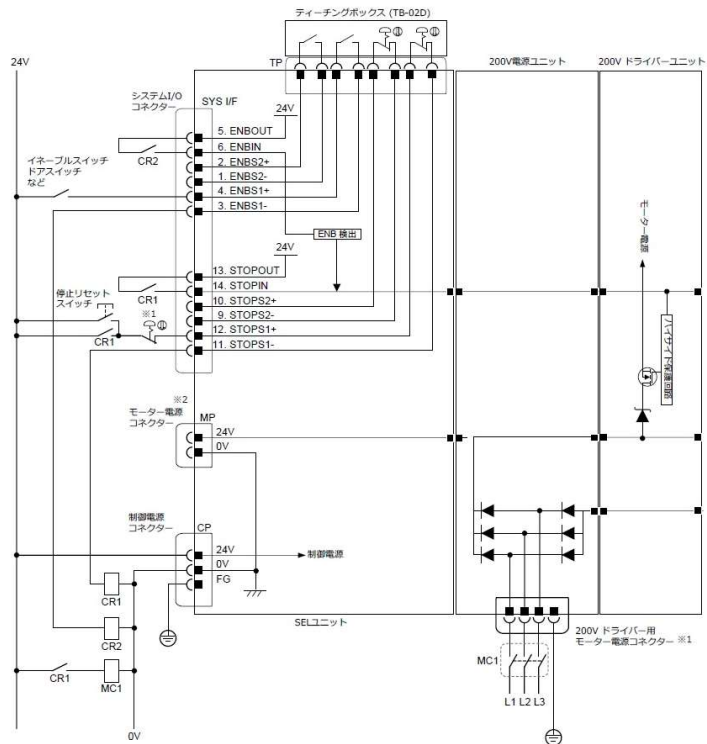 ティーチングボックス (TB-02D)
24V
TP
200V電源ユニット
200V ドライバーユニット
システムI/O
コネクター
SYS I/F
24V
5. ENBOUT
6. ENBIN
2. ENBS2+
1. ENBS2-
4. ENBS1+
3. ENBS1-
CR2
イネーブルスイッチ
ドアスイッチ
など
ENB 検出
24V
モーター電源
13. STOPOUT
14. STOPIN
10. STOPS2+
9. STOPS2-
12. STOPS1+
11. STOPS1-
CR1
停止リセット
スイッチ
※1
CR1
ハイサイド保護回路
※2
モーター電源
コネクター
MP
24V
0V
制御電源
コネクター
CP
24V
制御電源
0V
FG
CR1
SELユニット
CR2
200V ドライバー用
モーター電源コネクター ※1
CR1
MC1
MC1
L1 L2 L3
0V